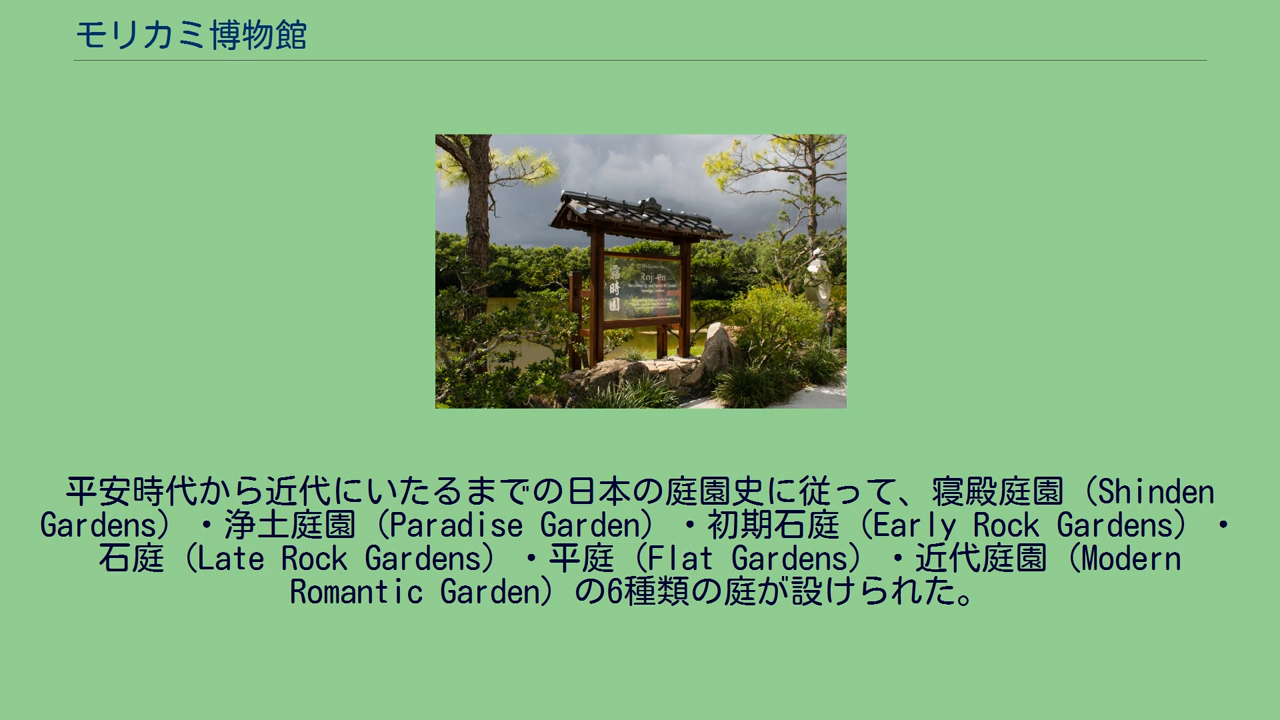 モリカミ博物館
平安時代から近代にいたるまでの日本の庭園史に従って、寝殿庭園（Shinden
Gardens）・浄土庭園（Paradise Garden）・初期石庭（Early Rock Gardens）・
石庭（Late Rock Gardens）・平庭（Flat Gardens）・近代庭園（Modern
Romantic Garden）の6種類の庭が設けられた。